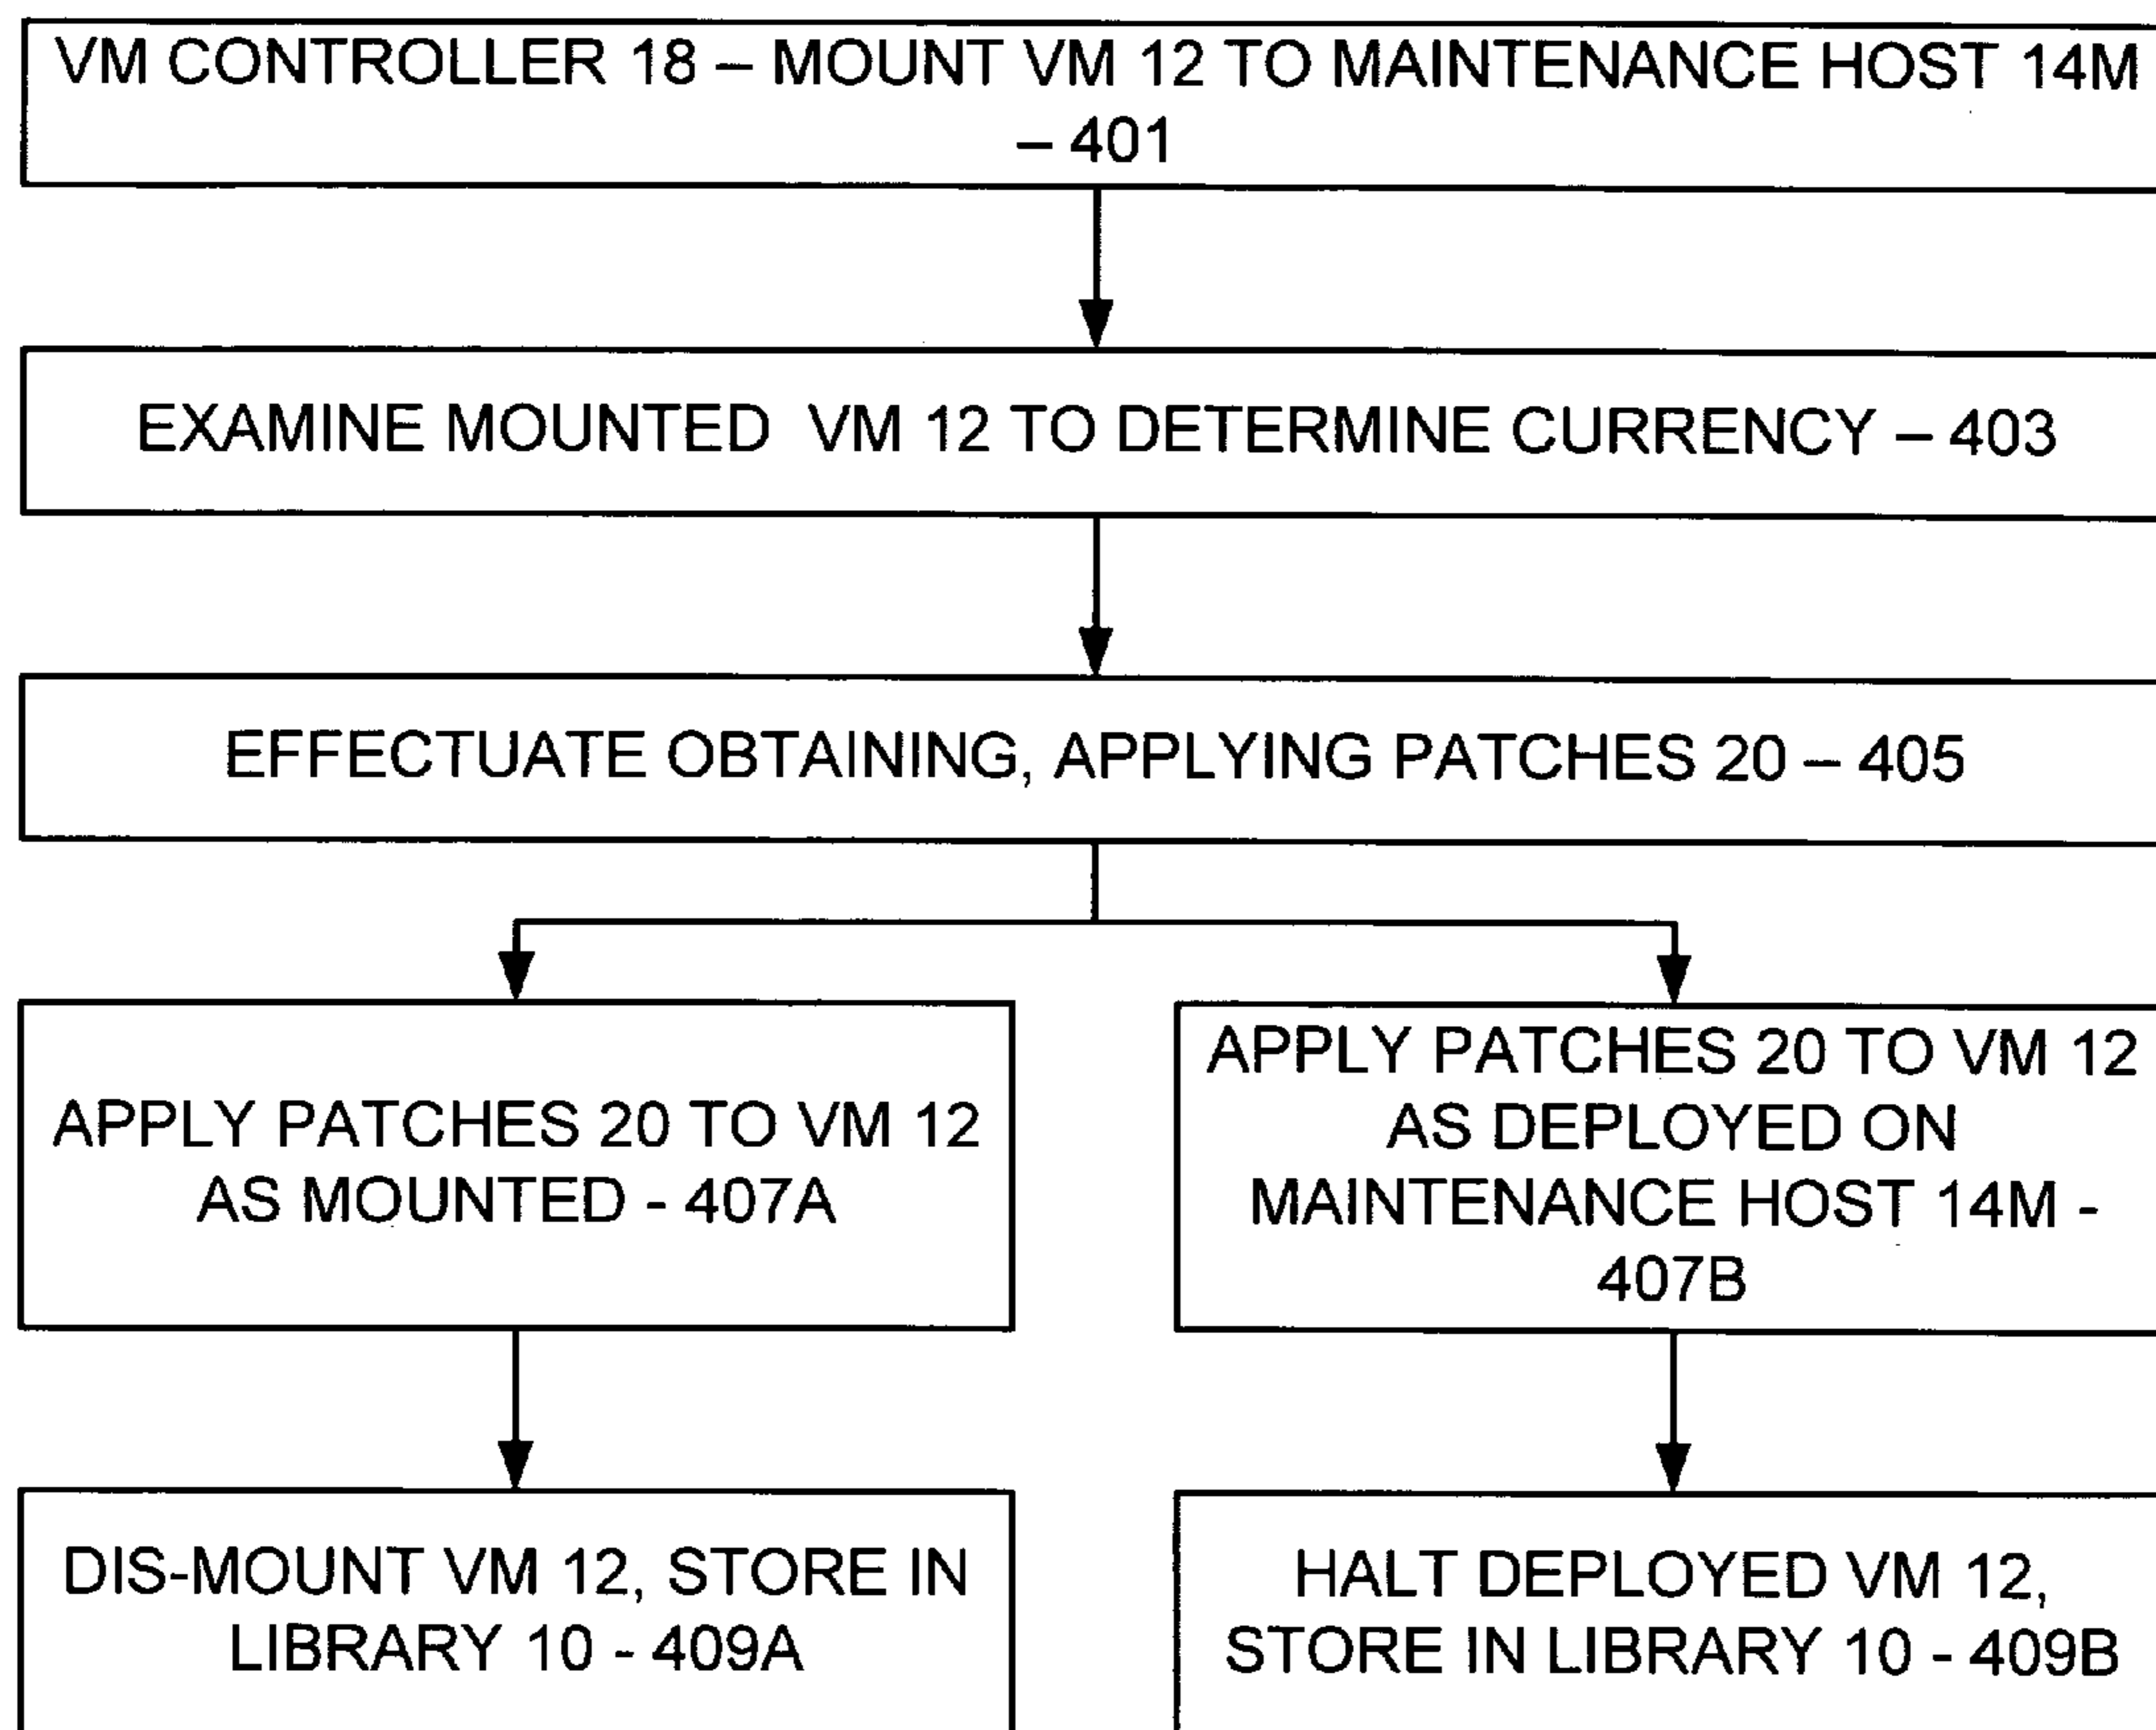 VM CONTROLLER 18 – MOUNT VM 12 TO MAINTENANCE HOST 14M
– 401
EXAMINE MOUNTED VM 12 TO DETERMINE CURRENCY – 403
EFFECTUATE OBTAINING, APPLYING PATCHES 20 – 405
APPLY PATCHES 20 TO VM 12
AS MOUNTED - 407A
APPLY PATCHES 20 TO VM 12
AS DEPLOYED ON
MAINTENANCE HOST 14M -
407B
DIS-MOUNT VM 12, STORE IN
LIBRARY 10 - 409A
HALT DEPLOYED VM 12,
STORE IN LIBRARY 10 - 409B